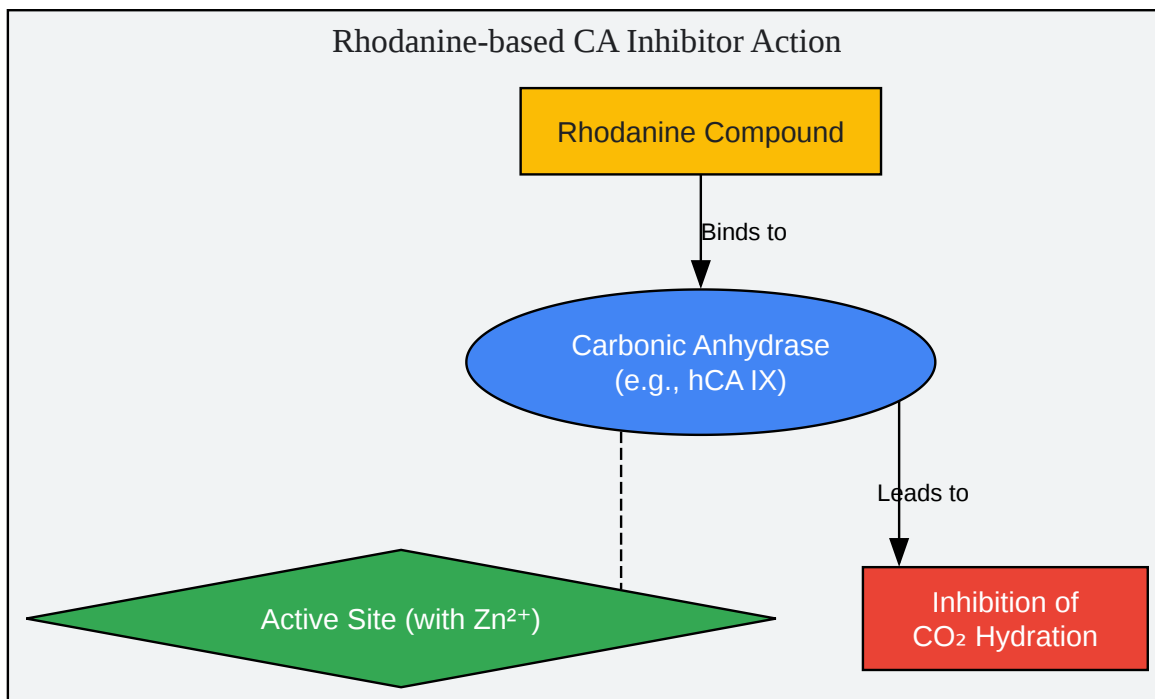 Rhodanine-based CA Inhibitor Action
Rhodanine Compound
Binds to
Carbonic Anhydrase
(e.g., hCA IX)
Leads to
Active Site (with Zn²⁺)
Inhibition of
CO₂ Hydration